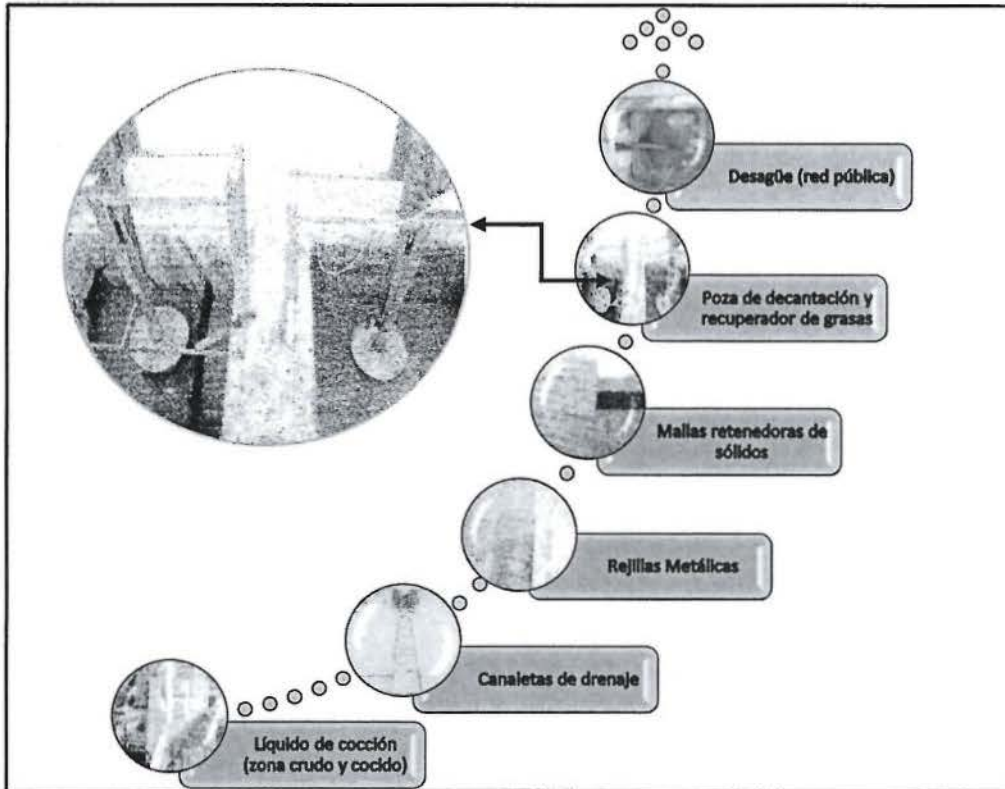 Desagüe (red pública)
Poza de decantación y
recuperador de grasas
Mallas retenedoras de
sólidos
Rejillas Metálicas
Canaletas de drenaje
Líquido de cocción
(zona crudo y cocido)